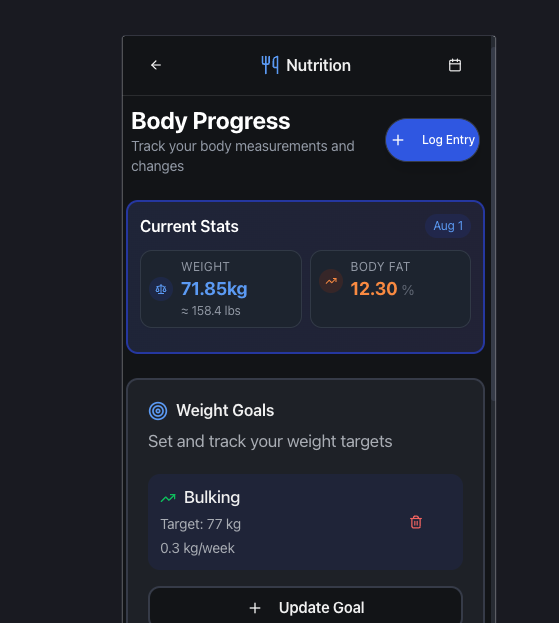 Nutrition
Body Progress
Track your body measurements and
changes
+ Log Entry
Current Stats
Aug 1
WEIGHT
71.85kg
≈ 158.4 lbs
BODY FAT
12.30 %
Weight Goals
Set and track your weight targets
Bulking
Target: 77 kg
0.3 kg/week
+ Update Goal